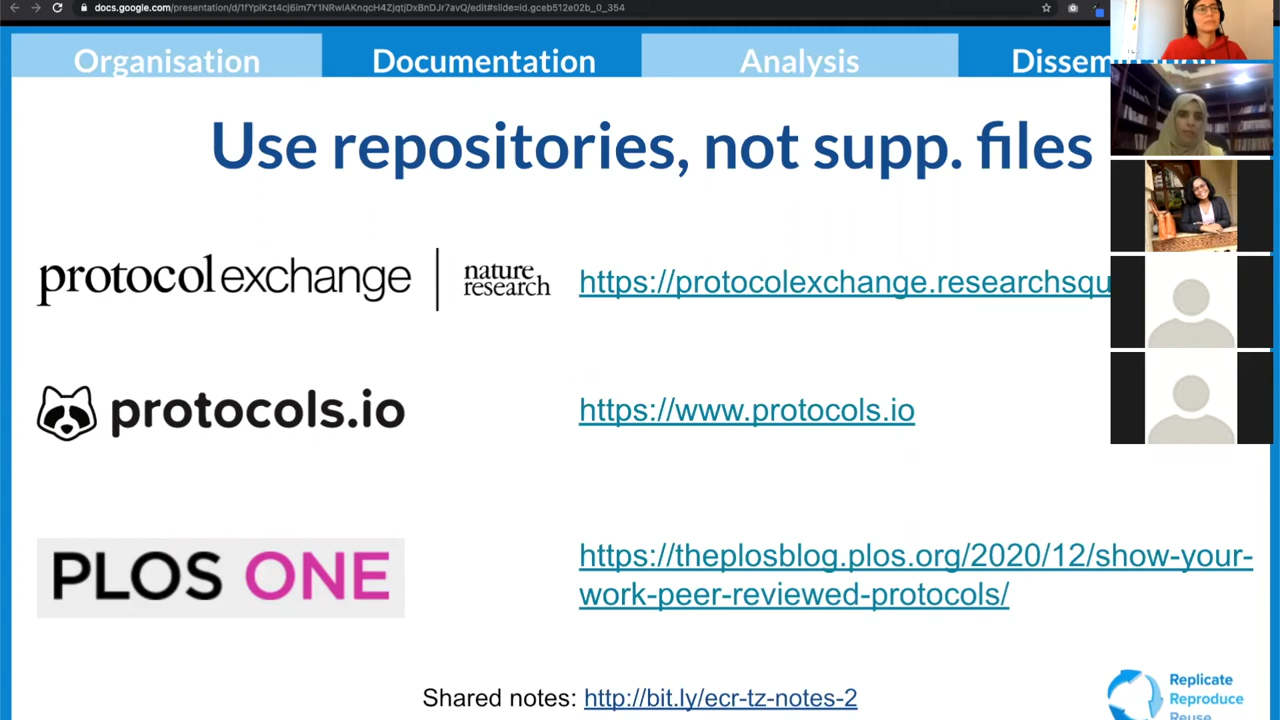 docs.google.com/presentation/d/1fYpIKzt4cj6im7Y1NRwIAKnqcH4ZjqtjDxBnDJr7avQ/edit#slide=id.gceb512e02b_0_354
Organisation Documentation Analysis
Use repositories, not supp. files
protocol exchange | nature research https://protocolexchange.researchsqu
protocols.io https://www.protocols.io
PLOS ONE https://theplosblog.plos.org/2020/12/show-your-
work-peer-reviewed-protocols/
Shared notes: http://bit.ly/ecr-tz-notes-2
Replicate
Reproduce
Reuse